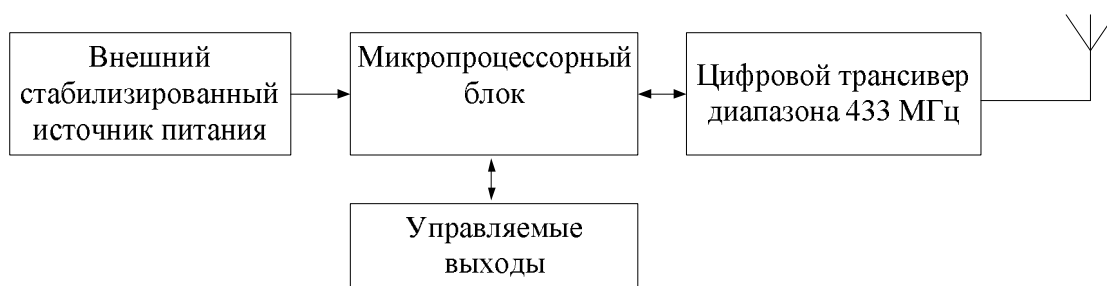 Внешний
стабилизированный
источник питания
Микропроцессорный
блок
Цифровой трансивер
диапазона 433 МГц
Управляемые
выходы